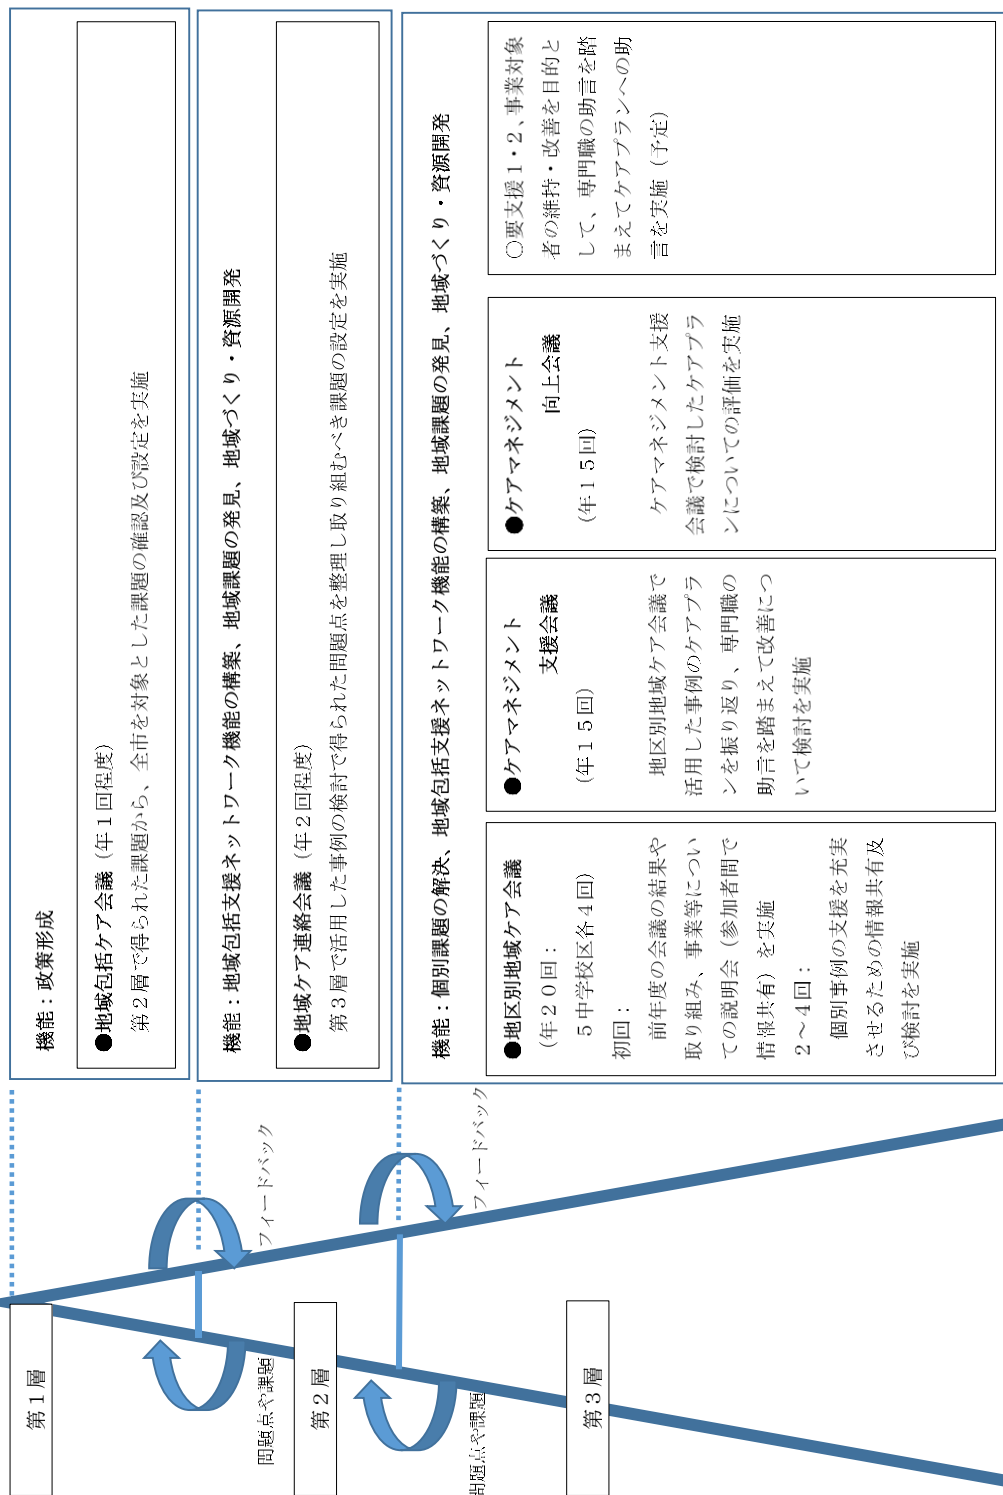 第１層
機能：政策形成
●地域包括ケア会議（年１回程度）
第２層で得られた課題から、全市を対象とした課題の確認及び設定を実施
問題点や課題
フィードバック
第２層
機能：地域包括支援ネットワーク機能の構築、地域課題の発見、地域づくり・資源開発
●地域ケア連絡会議（年２回程度）
第３層で活用した事例の検討で得られた問題点を整理し取り組むべき課題の設定を実施
問題点や課題
フィードバック
第３層
機能：個別課題の解決、地域包括支援ネットワーク機能の構築、地域課題の発見、地域づくり・資源開発
●地区別地域ケア会議
（年２０回：
５中学校区各４回）
初回：
前年度の会議の結果や
取り組み、事業等につい
ての説明会（参加者間で
情報共有）を実施
２～４回：
個別事例の支援を充実
させるための情報共有及
び検討を実施
●ケアマネジメント
支援会議
（年１５回）
地区別地域ケア会議で
活用した事例のケアプラ
ンを振り返り、専門職の
助言を踏まえて改善につ
いて検討を実施
●ケアマネジメント
向上会議
（年１５回）
ケアマネジメント支援
会議で検討したケアプラ
ンについての評価を実施
○要支援１・２、事業対象
者の維持・改善を目的と
して、専門職の助言を踏
まえてケアプランへの助
言を実施（予定）